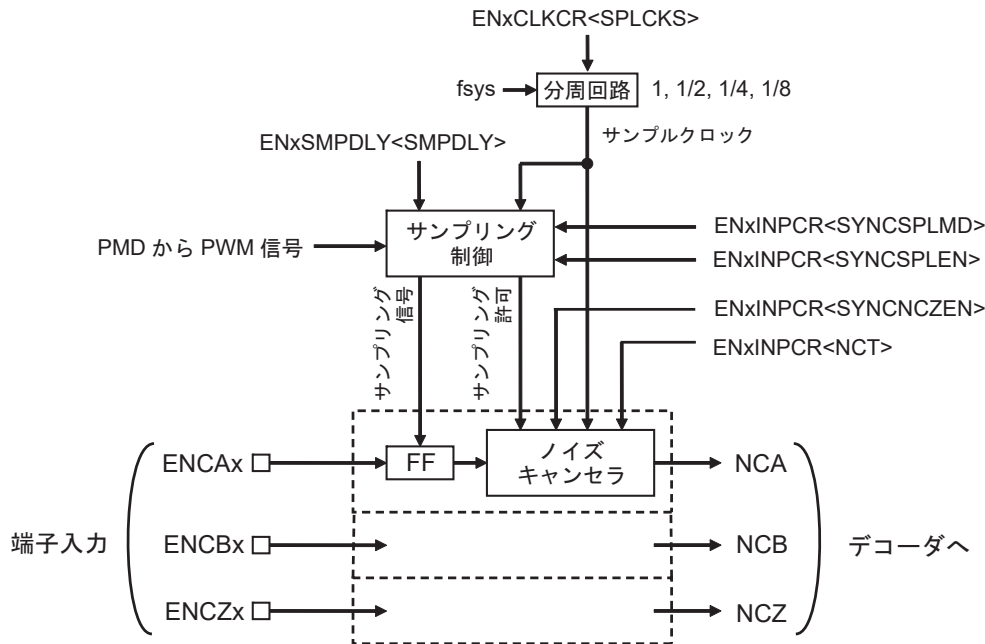 ENxCLKCR<SPLCKS>
fsys
分周回路
1, 1/2, 1/4, 1/8
サンプルクロック
ENxSMPDLY<SMPDLY>
サンプリング
制御
PMD から PWM 信号
ENxINPCR<SYNCSPLMD>
ENxINPCR<SYNCSPLEN>
サンプリング
信号
サンプリング
許可
ENxINPCR<SYNCNCZEN>
ENxINPCR<NCT>
ENCAx
FF
ノイズ
キャンセラ
NCA
端子入力
ENCBx
NCB
デコーダへ
ENCZx
NCZ